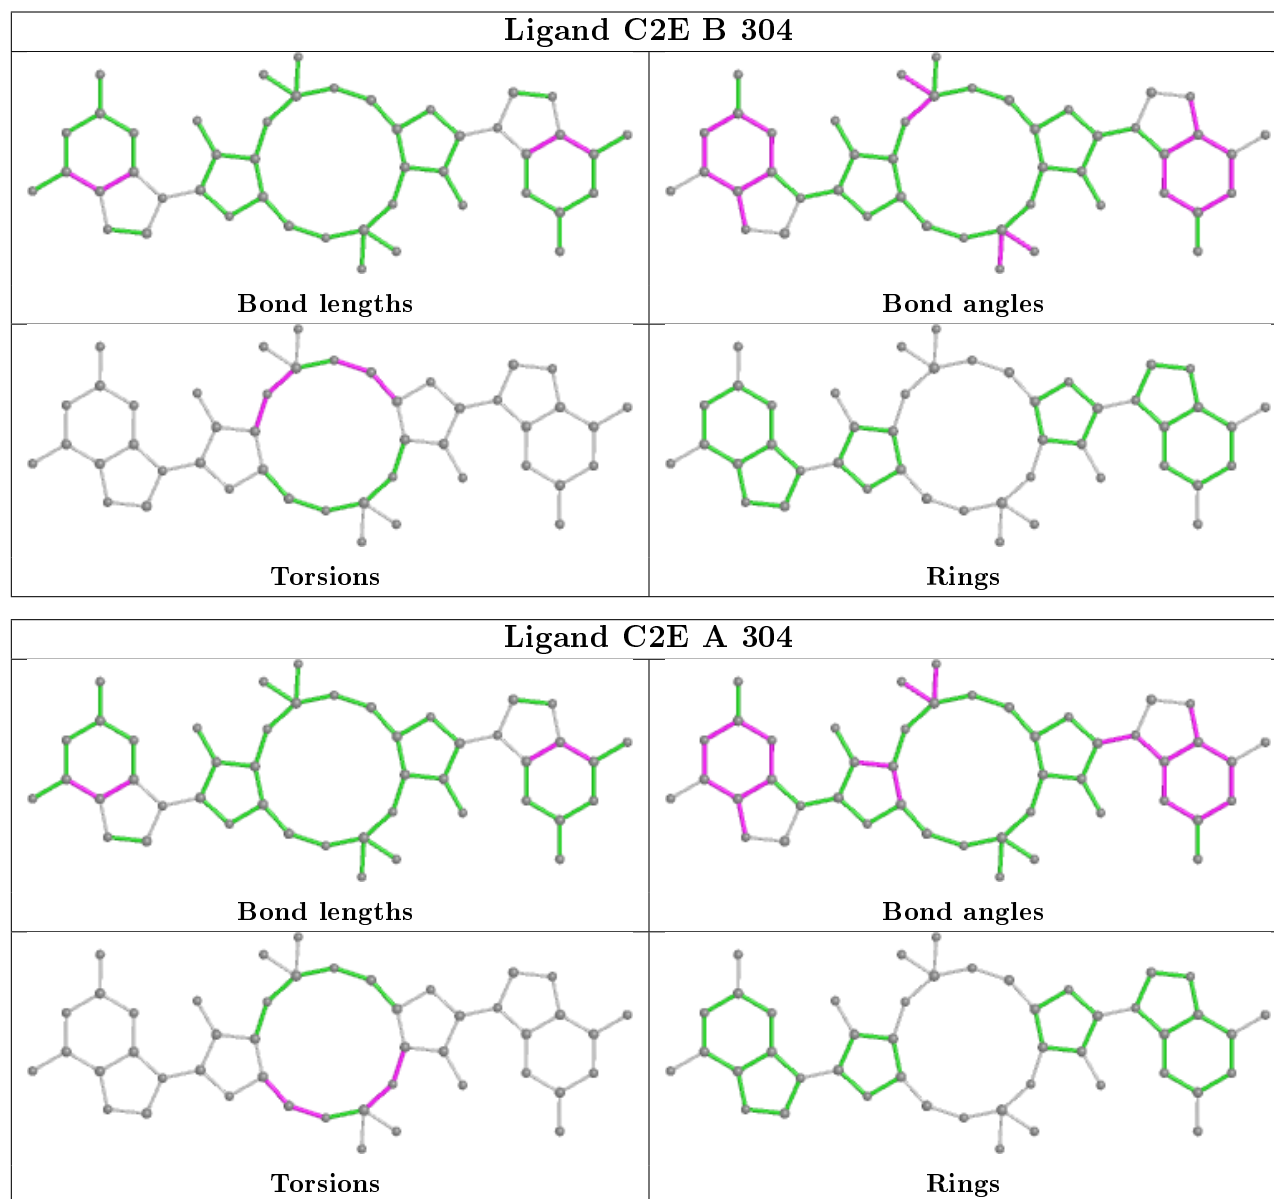 Ligand C2E B 304
Bond lengths
Bond angles
Torsions
Rings
Ligand C2E A 304
Bond lengths
Bond angles
Torsions
Rings